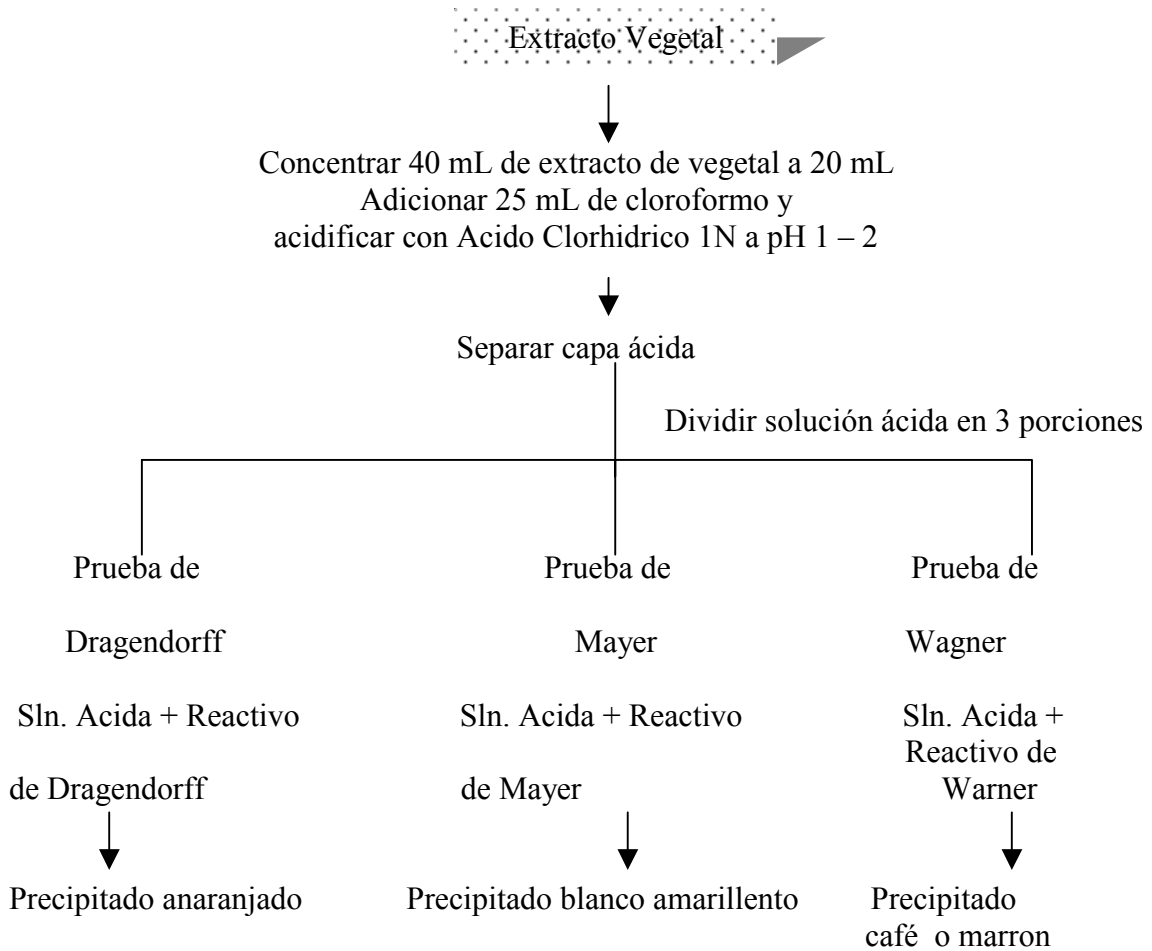 Extracto Vegetal
Concentrar 40 mL de extracto de vegetal a 20 mL
Adicionar 25 mL de cloroformo y
acidificar con Acido Clorhidrico 1N a pH 1 – 2
Separar capa ácida
Dividir solución ácida en 3 porciones
Prueba de
Dragendorff
Sln. Acida + Reactivo
de Dragendorff
Precipitado anaranjado
Prueba de
Mayer
Sln. Acida + Reactivo
de Mayer
Precipitado blanco amarillento
Prueba de
Wagner
Sln. Acida +
Reactivo de
Warner
Precipitado
café o marron